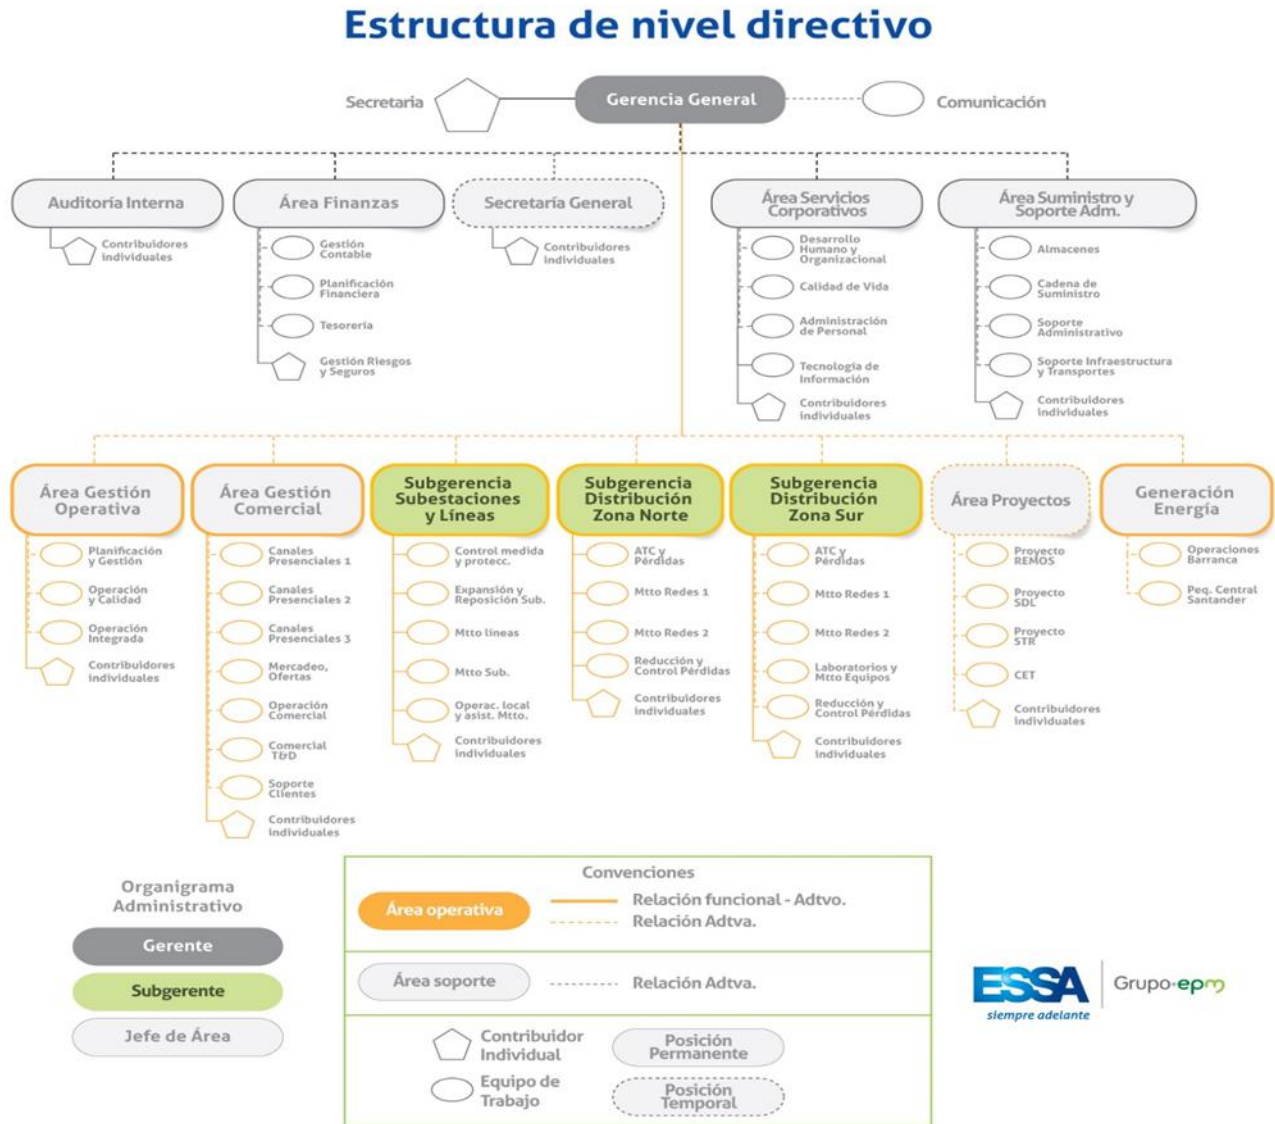 Estructura de nivel directivo
Secretaria
Gerencia General
Comunicación
Auditoría Interna
Contribuidores
individuales
Área Finanzas
Gestión
Contable
Planificación
Financiera
Tesorería
Gestión Riesgos
y Seguros
Secretaría General
Contribuidores
individuales
Área Servicios
Corporativos
Desarrollo
Humano y
Organizacional
Calidad de Vida
Administración
de Personal
Tecnología de
Información
Contribuidores
individuales
Área Suministro y
Soporte Adm.
Almacenes
Cadena de
Suministro
Soporte
Administrativo
Soporte Infraestructura
y Transportes
Contribuidores
individuales
Área Gestión
Operativa
Planificación
y Gestión
Operación
y Calidad
Operación
Integrada
Contribuidores
individuales
Área Gestión
Comercial
Canales
Presenciales 1
Canales
Presenciales 2
Canales
Presenciales 3
Mercadeo,
Ofertas
Operación
Comercial
Comercial
T&D
Soporte
Clientes
Contribuidores
individuales
Subgerencia
Subestaciones
y Líneas
Control medida
y protecc.
Expansión y
Reposición Sub.
Mtto líneas
Mtto Sub.
Operac. local
y asist. Mtto.
Contribuidores
individuales
Subgerencia
Distribución
Zona Norte
ATC y
Pérdidas
Mtto Redes 1
Mtto Redes 2
Reducción y
Control Pérdidas
Contribuidores
individuales
Subgerencia
Distribución
Zona Sur
ATC y
Pérdidas
Mtto Redes 1
Mtto Redes 2
Laboratorios y
Mtto Equipos
Reducción y
Control Pérdidas
Contribuidores
individuales
Área Proyectos
Proyecto
REMOS
Proyecto
SDL
Proyecto
STR
CET
Contribuidores
individuales
Generación
Energía
Operaciones
Barranca
Peq. Central
Santander
Organigrama
Administrativo
Gerente
Subgerente
Jefe de Área
Convenciones
Área operativa
Relación funcional - Adtvo.
Relación Adtva.
Área soporte
Relación Adtva.
Contribuidor
Individual
Posición
Permanente
Equipo de
Trabajo
Posición
Temporal
ESSA
siempre adelante
Grupo·epm